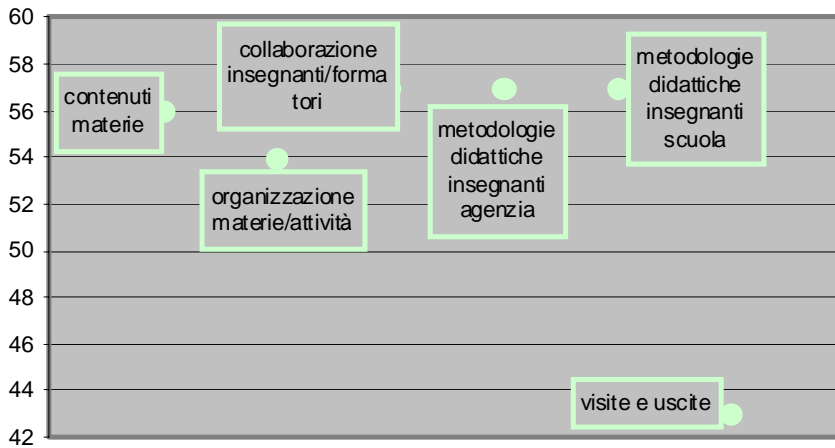 60
58
56
54
52
50
48
46
44
42
contenuti
materie
collaborazione
insegnanti/forma
tori
organizzazione
materie/attività
metodologie
didattiche
insegnanti
agenzia
metodologie
didattiche
insegnanti
scuola
visite e uscite